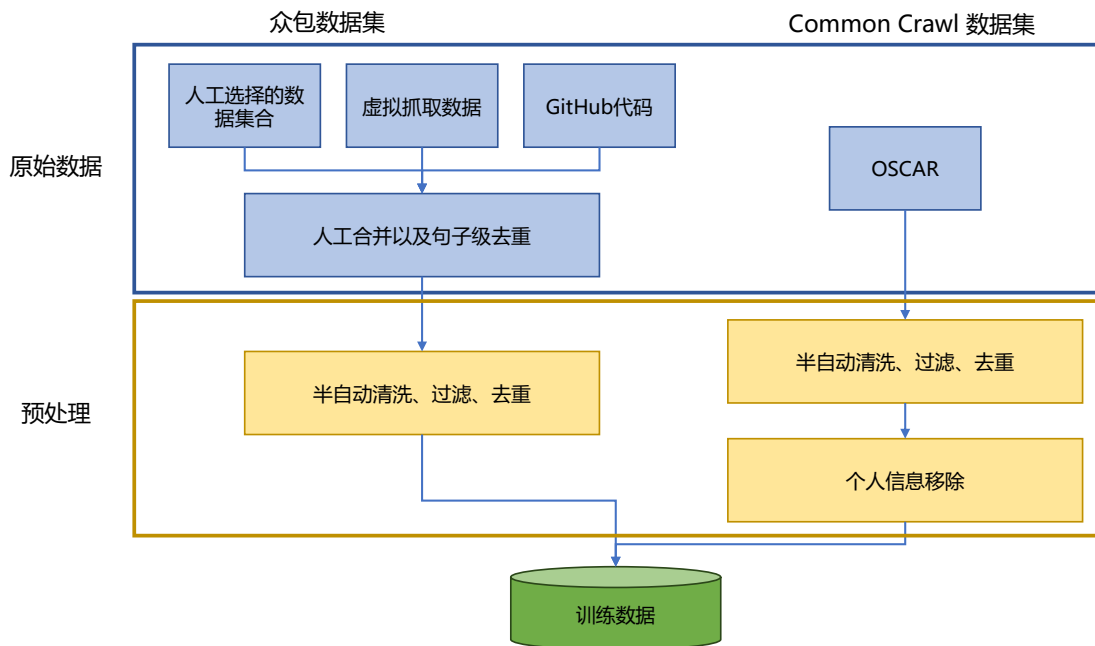 众包数据集
Common Crawl 数据集
人工选择的数
据集合
虚拟抓取数据
GitHub代码
原始数据
OSCAR
人工合并以及句子级去重
半自动清洗、过滤、去重
半自动清洗、过滤、去重
预处理
个人信息移除
训练数据